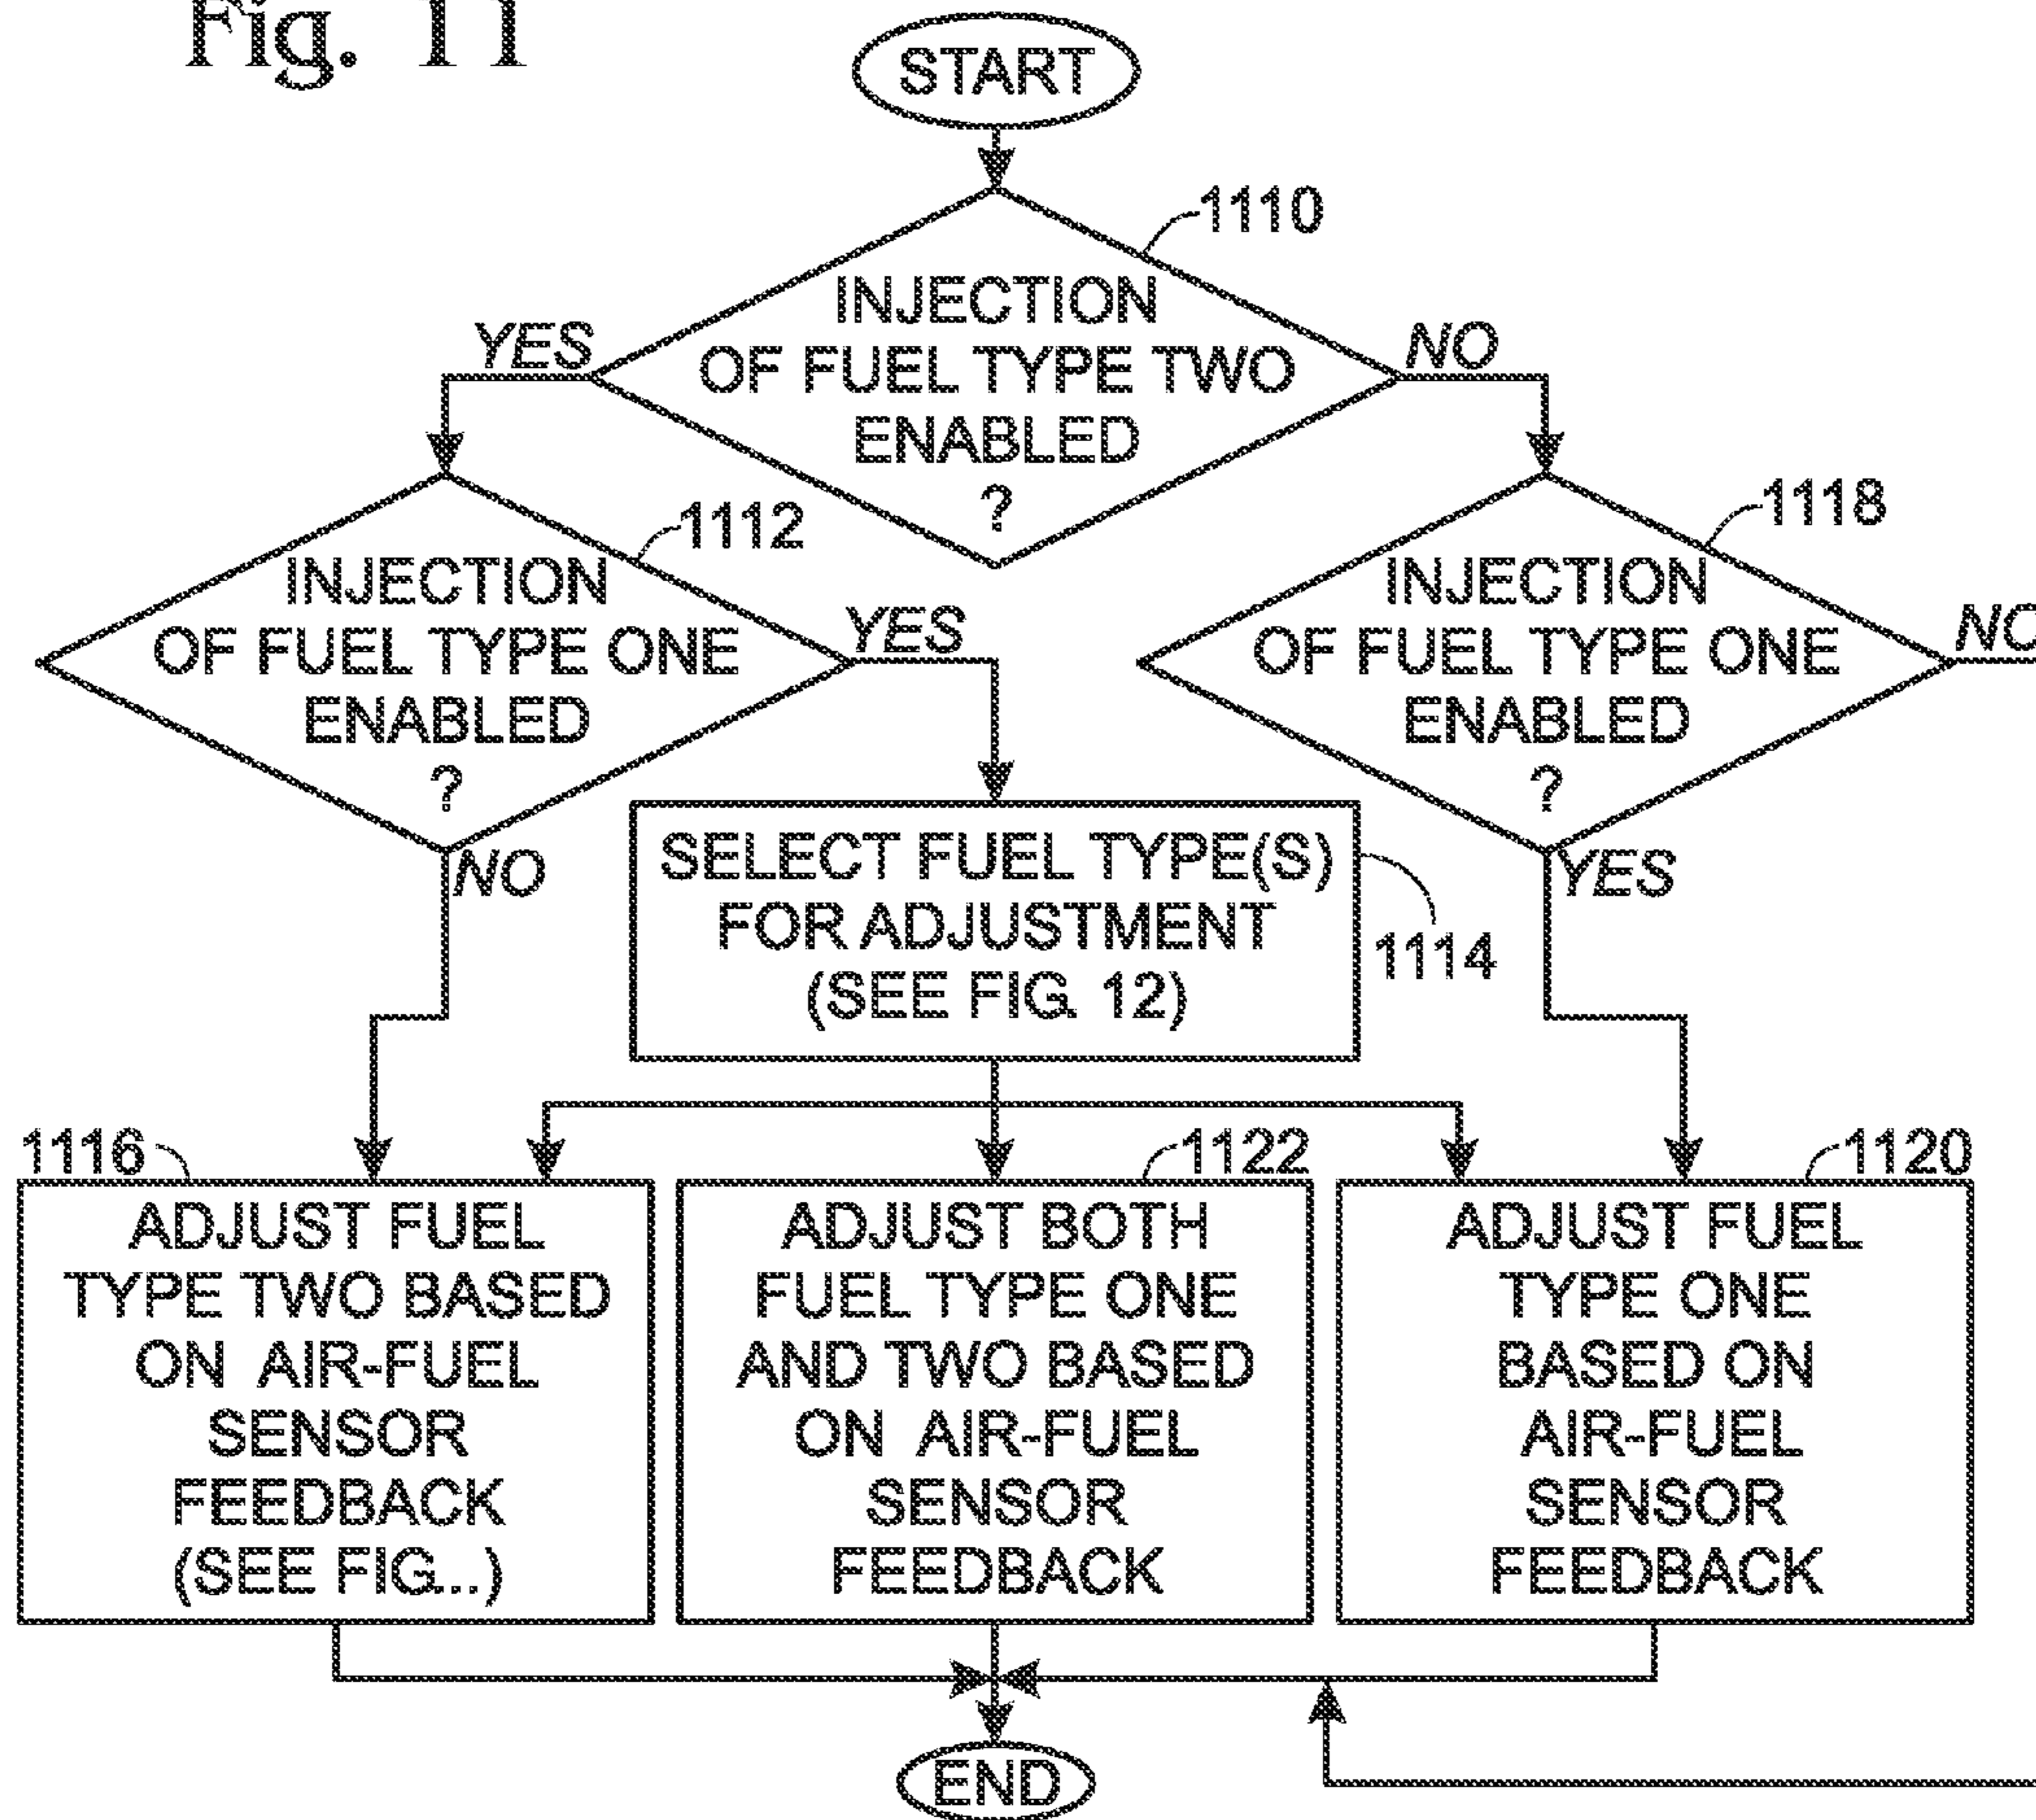 Fig. 11
START
1110
INJECTION
OF FUEL TYPE TWO
ENABLED
?
YES
NO
1112
INJECTION
OF FUEL TYPE ONE
ENABLED
?
YES
NO
1118
INJECTION
OF FUEL TYPE ONE
ENABLED
?
NO
YES
SELECT FUEL TYPE(S)
FOR ADJUSTMENT
(SEE FIG. 12)
1114
1116
ADJUST FUEL
TYPE TWO BASED
ON AIR-FUEL
SENSOR
FEEDBACK
(SEE FIG...)
1122
ADJUST BOTH
FUEL TYPE ONE
AND TWO BASED
ON AIR-FUEL
SENSOR
FEEDBACK
1120
ADJUST FUEL
TYPE ONE
BASED ON
AIR-FUEL
SENSOR
FEEDBACK
END